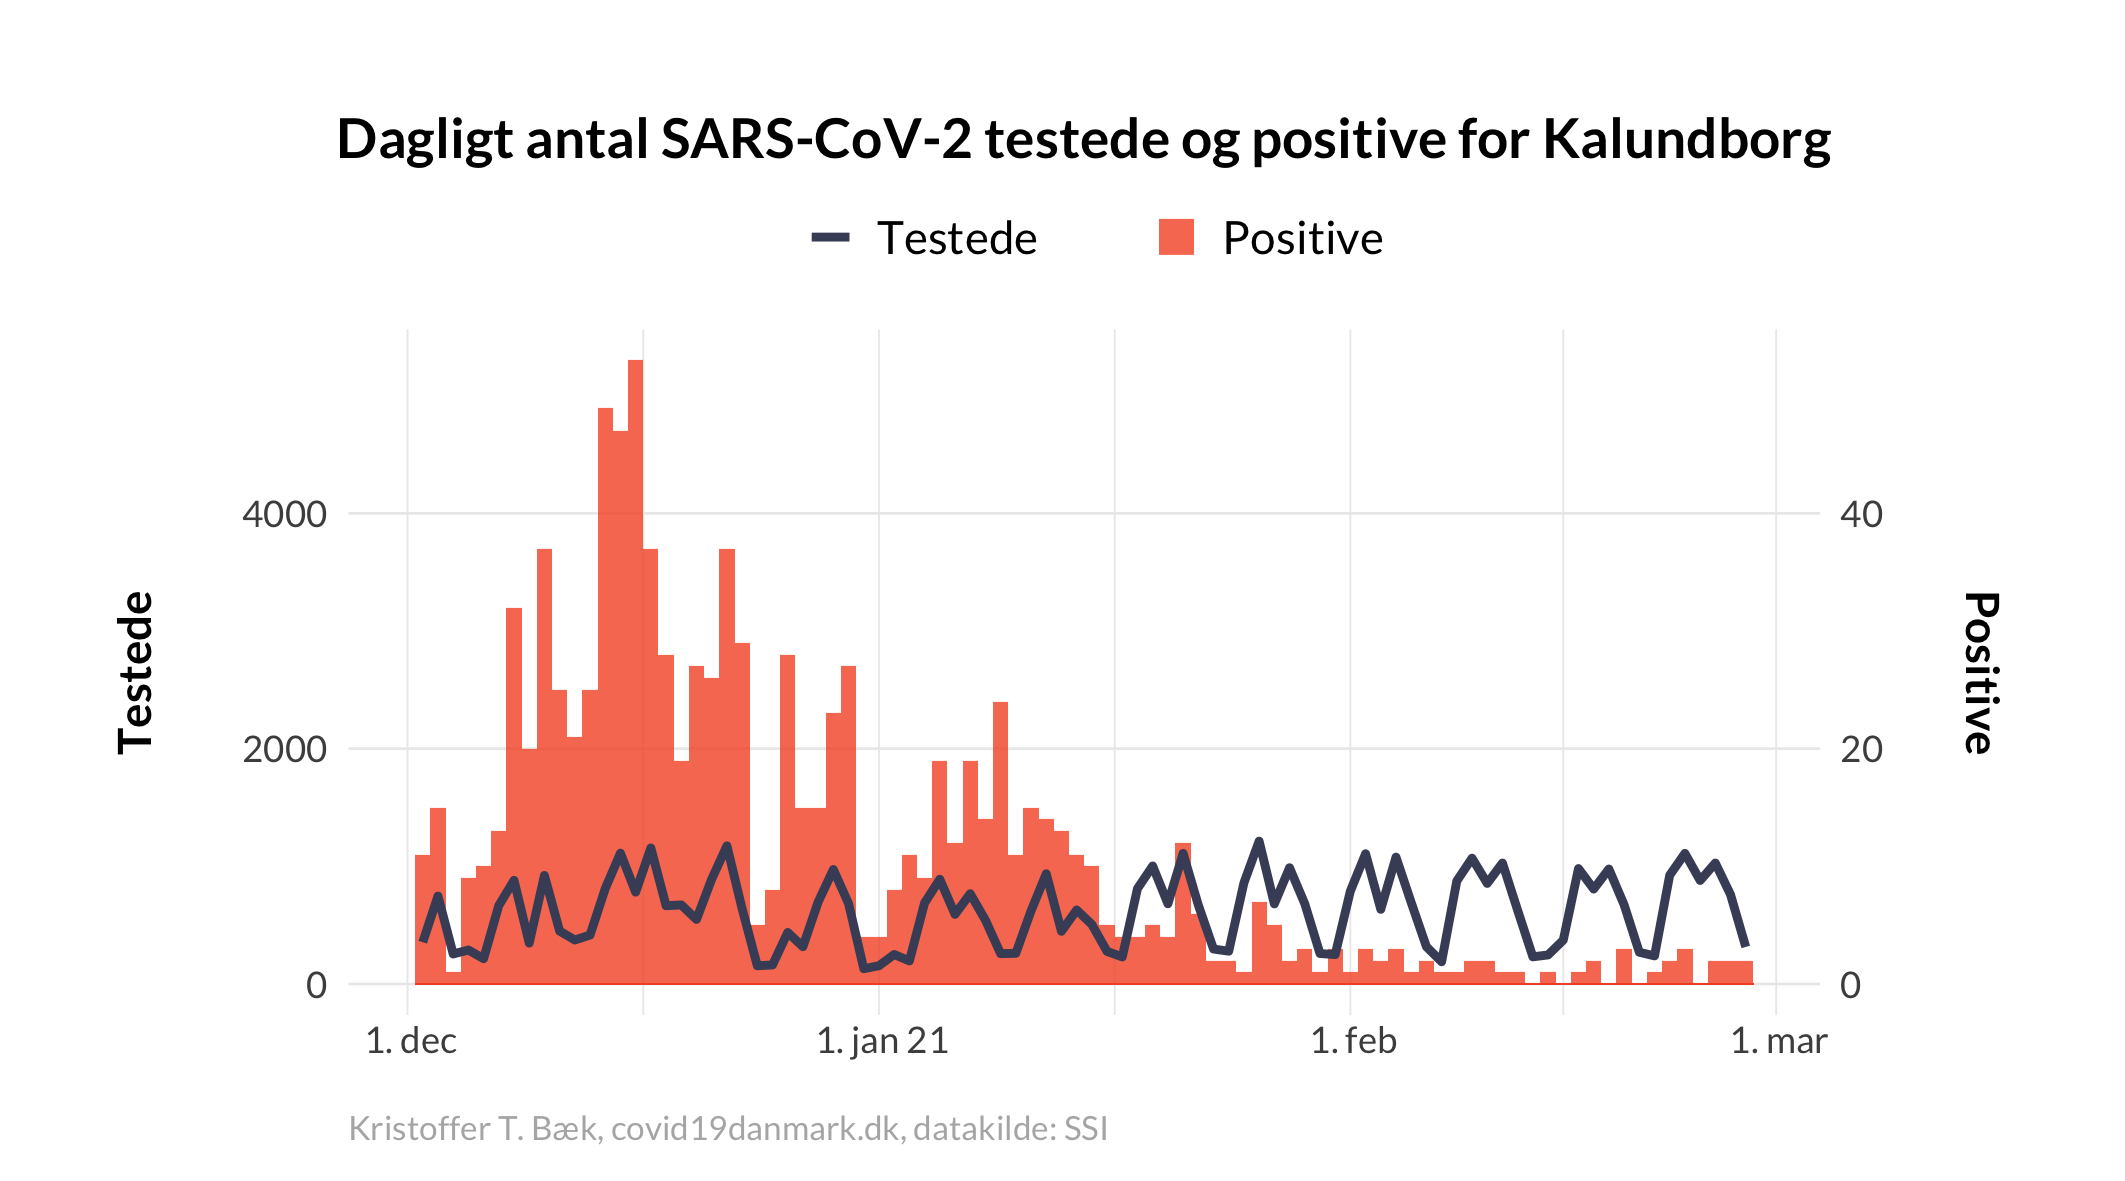 Dagligt antal SARS-CoV-2 testede og positive for Kalundborg
Testede Positive
4000 40
2000 20
0 0
Testede
Positive
1. dec 1. jan 21 1. feb 1. mar
Kristoffer T. Bæk, covid19danmark.dk, datakilde: SSI